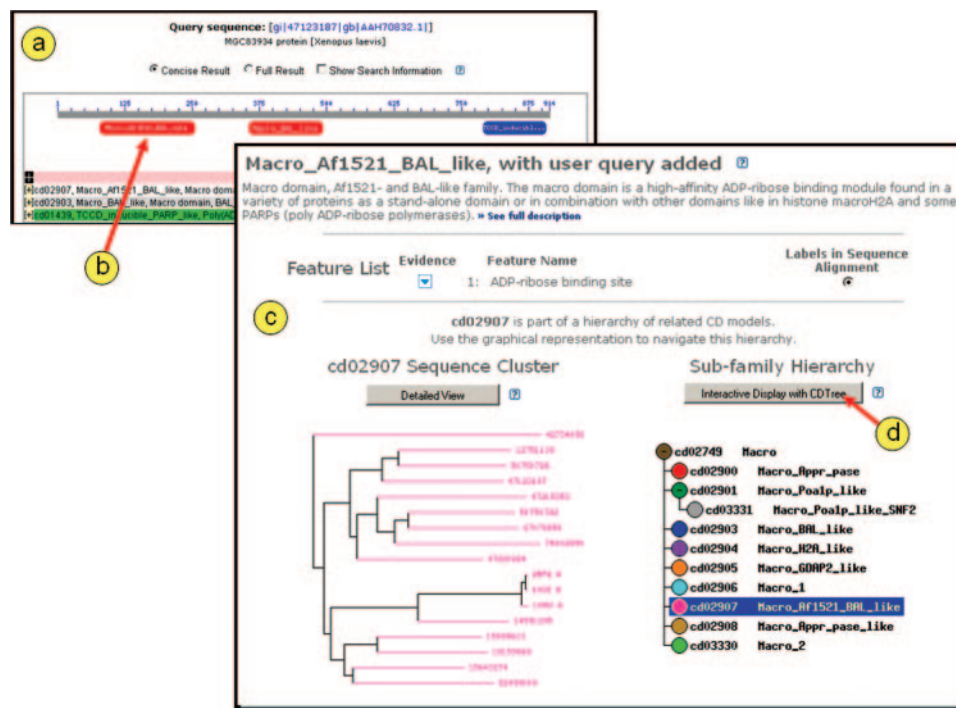 a
Query sequence: [gi|47123187|gb|AAH70832.1|]
MGC83934 protein [Xenopus laevis]
Concise Result Full Result Show Search Information ?
1 125 250 375 500 625 750 875 914
Macro_BAL_like
[+]cd02907, Macro_Af1521_BAL_like, Macro doma
[+]cd02903, Macro_BAL_like, Macro domain, BAL_
[+]cd01439, TCCD_inducible_PARP_like, Poly(AD
b
Macro_Af1521_BAL_like, with user query added ?
Macro domain, Af1521- and BAL-like family. The macro domain is a high-affinity ADP-ribose binding module found in a
variety of proteins as a stand-alone domain or in combination with other domains like in histone macroH2A and some
PARPs (poly ADP-ribose polymerases). » See full description
Feature List Evidence Feature Name Labels in Sequence Alignment
1: ADP-ribose binding site
c
cd02907 is part of a hierarchy of related CD models.
Use the graphical representation to navigate this hierarchy.
cd02907 Sequence Cluster
Detailed View ?
Sub-family Hierarchy
Interactive Display with CDTree ?
d
cd02749 Macro
cd02900 Macro_Appr_pase
cd02901 Macro_Poa1p_like
cd03331 Macro_Poa1p_like_SNF2
cd02903 Macro_BAL_like
cd02904 Macro_H2A_like
cd02905 Macro_GDAP2_like
cd02906 Macro_1
cd02907 Macro_Af1521_BAL_like
cd02908 Macro_Appr_pase_like
cd03330 Macro_2